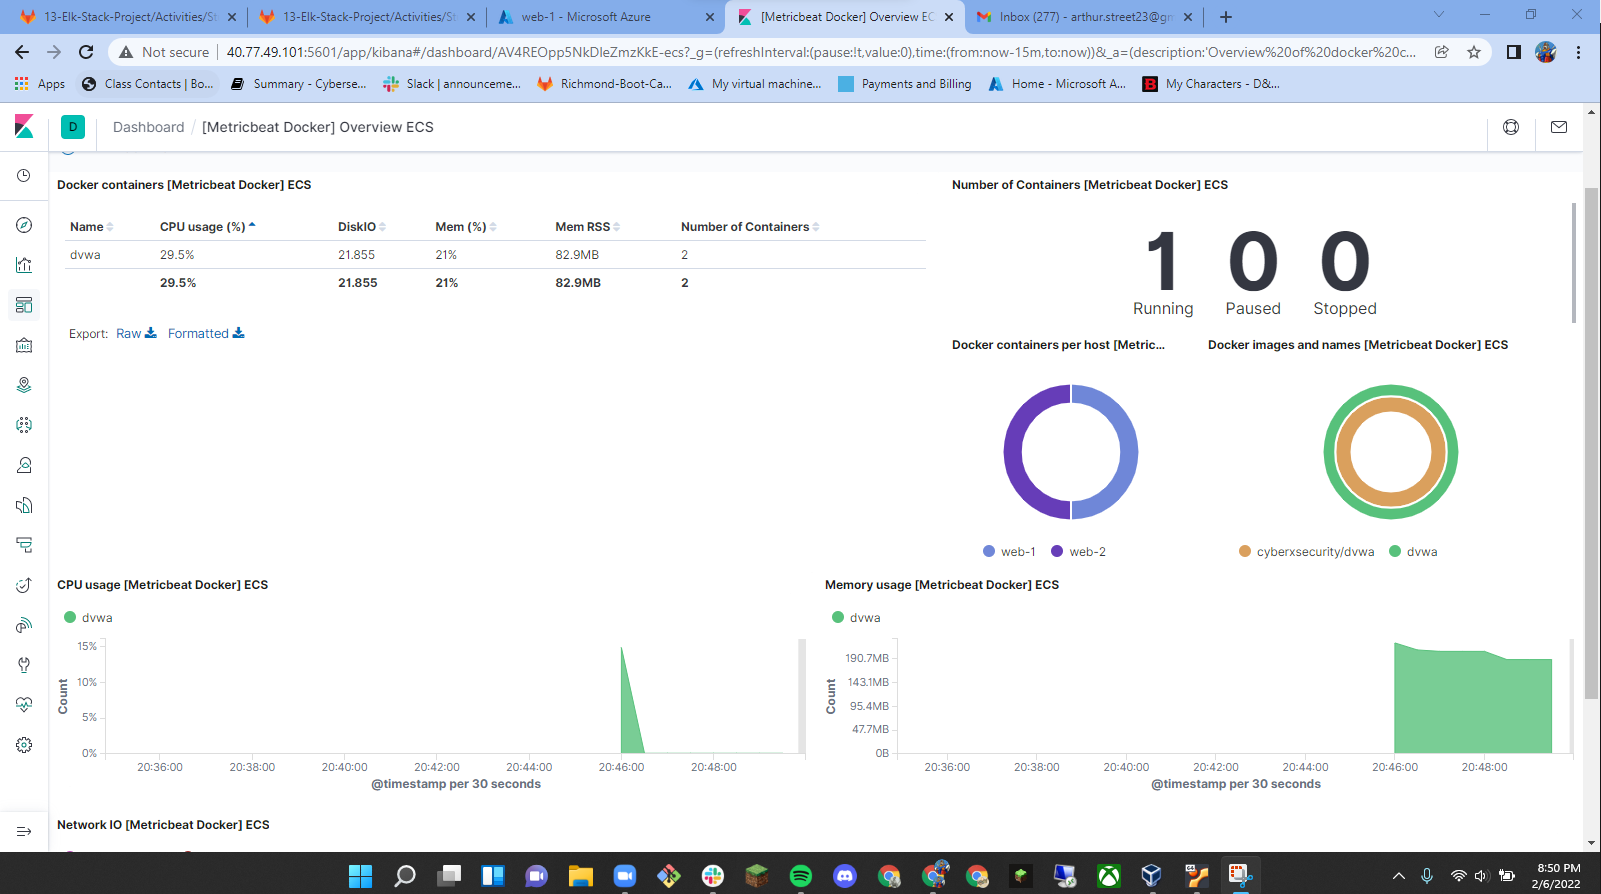 13-Elk-Stack-Project/Activities/St
13-Elk-Stack-Project/Activities/St
web-1 - Microsoft Azure
[Metricbeat Docker] Overview EC
Inbox (277) - arthur.street23@gm
Not secure
40.77.49.101:5601/app/kibana#/dashboard/AV4REOpp5NkDleZmzKkE-ecs?_g=(refreshInterval:(pause:!t,value:0),time:(from:now-15m,to:now))&_a=(description:'Overview%20of%20docker%20c...
Apps
Class Contacts | Bo...
Summary - Cyberse...
Slack | announceme...
Richmond-Boot-Ca...
My virtual machine...
Payments and Billing
Home - Microsoft A...
My Characters - D&...
D
Dashboard / [Metricbeat Docker] Overview ECS
Docker containers [Metricbeat Docker] ECS
Name CPU usage (%) DiskIO Mem (%) Mem RSS Number of Containers
dvwa 29.5% 21.855 21% 82.9MB 2
29.5% 21.855 21% 82.9MB 2
Export: Raw Formatted
Number of Containers [Metricbeat Docker] ECS
1 0 0
Running Paused Stopped
Docker containers per host [Metric...
web-1 web-2
Docker images and names [Metricbeat Docker] ECS
cyberxsecurity/dvwa dvwa
CPU usage [Metricbeat Docker] ECS
dvwa
15%
10%
5%
0%
Count
20:36:00 20:38:00 20:40:00 20:42:00 20:44:00 20:46:00 20:48:00
@timestamp per 30 seconds
Memory usage [Metricbeat Docker] ECS
dvwa
190.7MB
143.1MB
95.4MB
47.7MB
0B
Count
20:36:00 20:38:00 20:40:00 20:42:00 20:44:00 20:46:00 20:48:00
@timestamp per 30 seconds
Network IO [Metricbeat Docker] ECS
8:50 PM
2/6/2022